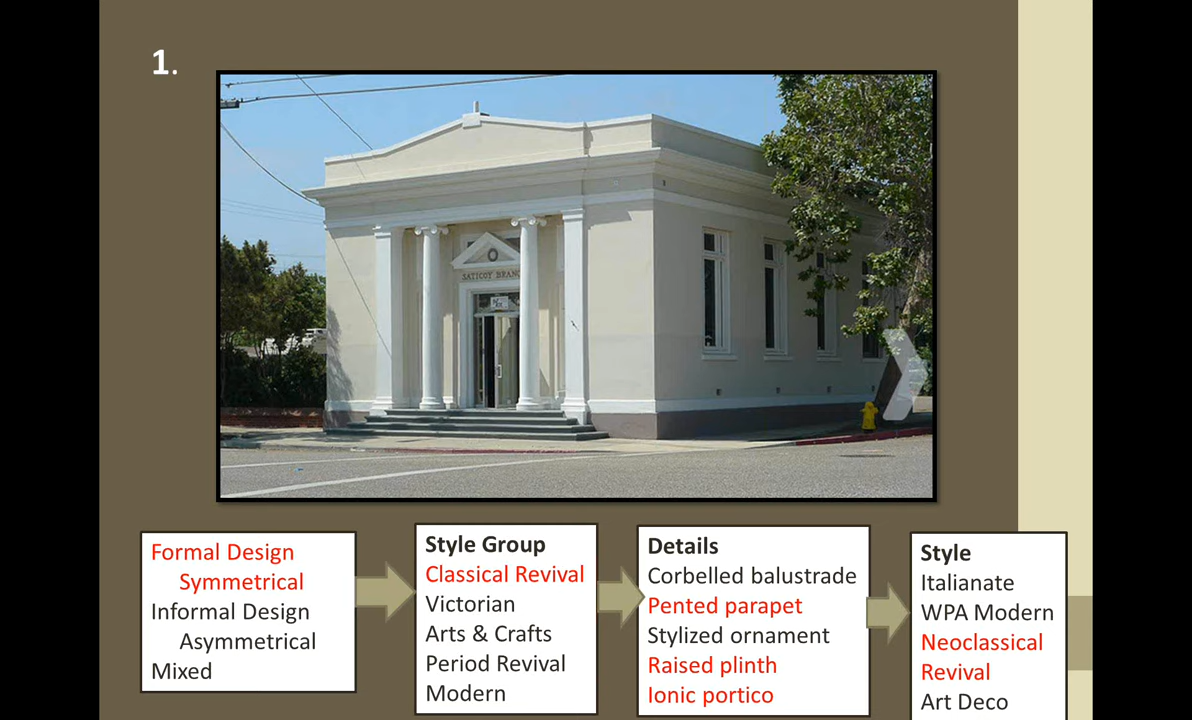 1.
SATICOY BRANC
Formal Design
Symmetrical
Informal Design
Asymmetrical
Mixed
Style Group
Classical Revival
Victorian
Arts & Crafts
Period Revival
Modern
Details
Corbelled balustrade
Pented parapet
Stylized ornament
Raised plinth
Ionic portico
Style
Italianate
WPA Modern
Neoclassical
Revival
Art Deco